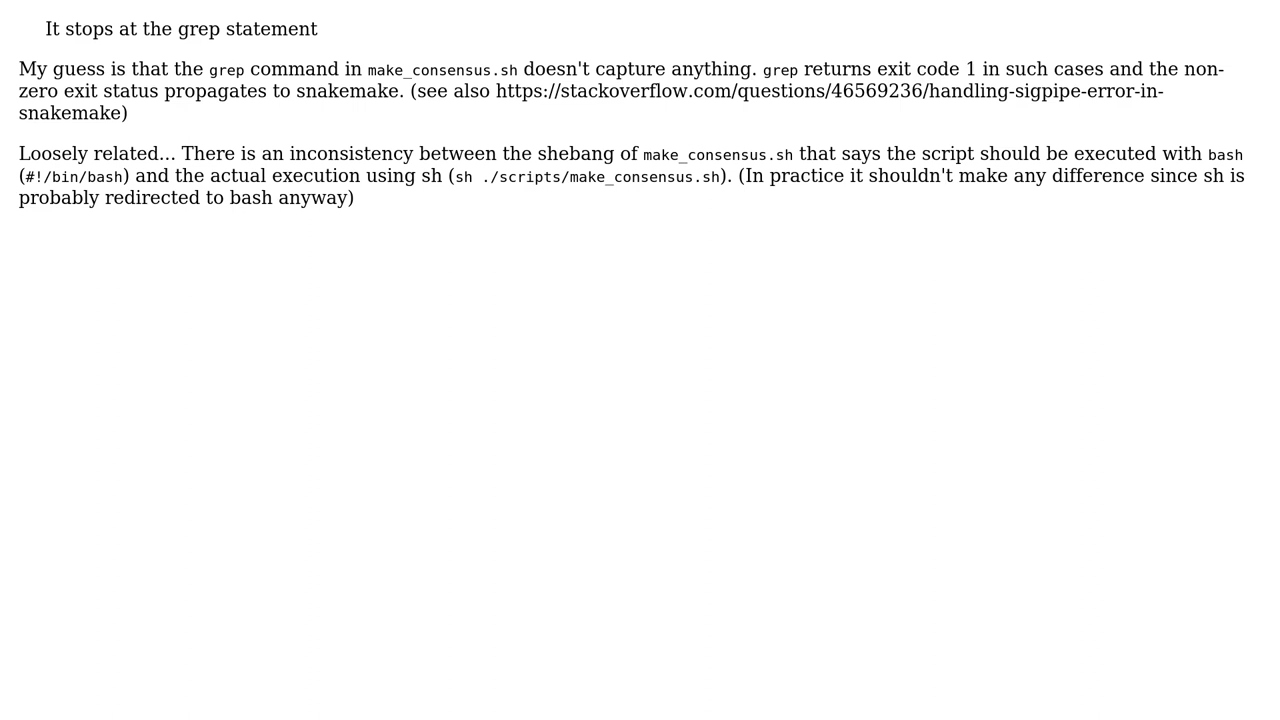 It stops at the grep statement
My guess is that the grep command in make_consensus.sh doesn't capture anything. grep returns exit code 1 in such cases and the non-
zero exit status propagates to snakemake. (see also https://stackoverflow.com/questions/46569236/handling-sigpipe-error-in-
snakemake)
Loosely related... There is an inconsistency between the shebang of make_consensus.sh that says the script should be executed with bash
(#!/bin/bash) and the actual execution using sh (sh ./scripts/make_consensus.sh). (In practice it shouldn't make any difference since sh is
probably redirected to bash anyway)